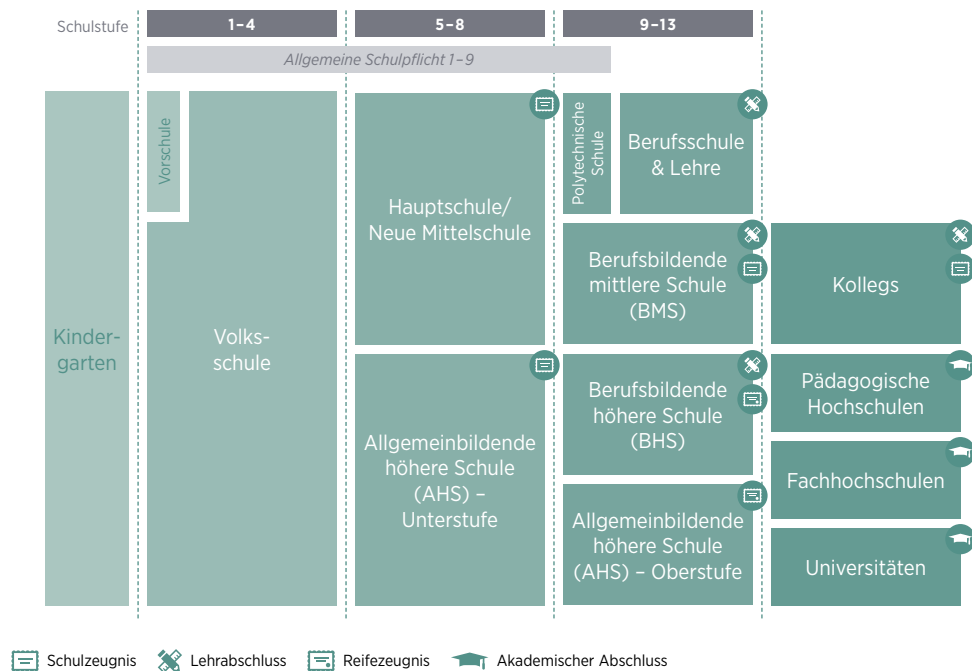 Schulstufe
1–4
5–8
9–13
Allgemeine Schulpflicht 1–9
Kinder-
garten
Vorschule
Volks-
schule
Hauptschule/
Neue Mittelschule
Allgemeinbildende
höhere Schule
(AHS) –
Unterstufe
Polytechnische
Schule
Berufsschule
& Lehre
Berufsbildende
mittlere Schule
(BMS)
Berufsbildende
höhere Schule
(BHS)
Allgemeinbildende
höhere Schule
(AHS) – Oberstufe
Kollegs
Pädagogische
Hochschulen
Fachhochschulen
Universitäten
Schulzeugnis
Lehrabschluss
Reifezeugnis
Akademischer Abschluss